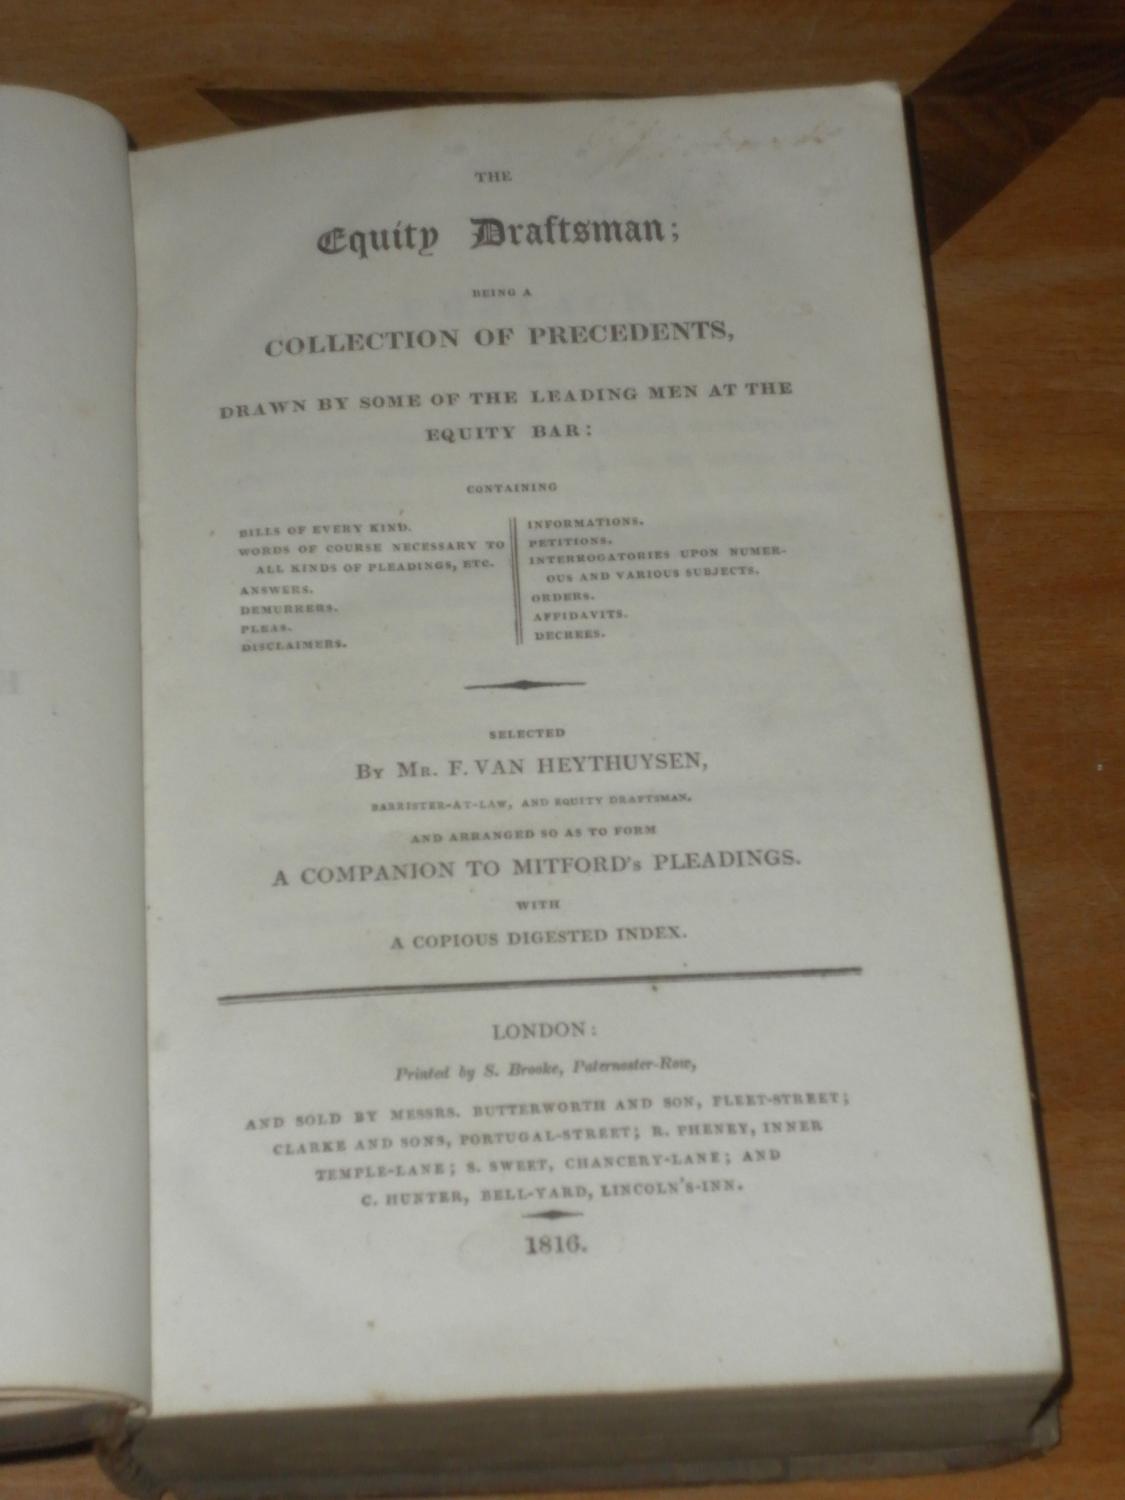 THE
Equity Draftsman;
BEING A
COLLECTION OF PRECEDENTS,
DRAWN BY SOME OF THE LEADING MEN AT THE
EQUITY BAR:
CONTAINING
BILLS OF EVERY KIND.
WORDS OF COURSE NECESSARY TO
ALL KINDS OF PLEADINGS, ETC.
ANSWERS.
DEMURRERS.
PLEAS.
DISCLAIMERS.
INFORMATIONS.
PETITIONS.
INTERROGATORIES UPON NUMER-
OUS AND VARIOUS SUBJECTS.
ORDERS.
AFFIDAVITS.
DECREES.
SELECTED
BY MR. F. VAN HEYTHUYSEN,
BARRISTER-AT-LAW, AND EQUITY DRAFTSMAN.
AND ARRANGED SO AS TO FORM
A COMPANION TO MITFORD's PLEADINGS.
WITH
A COPIOUS DIGESTED INDEX.
LONDON:
Printed by S. Brooke, Paternoster-Row,
AND SOLD BY MESSRS. BUTTERWORTH AND SON, FLEET-STREET;
CLARKE AND SONS, PORTUGAL-STREET; R. PHENEY, INNER
TEMPLE-LANE; S. SWEET, CHANCERY-LANE; AND
C. HUNTER, BELL-YARD, LINCOLN'S-INN.
1816.